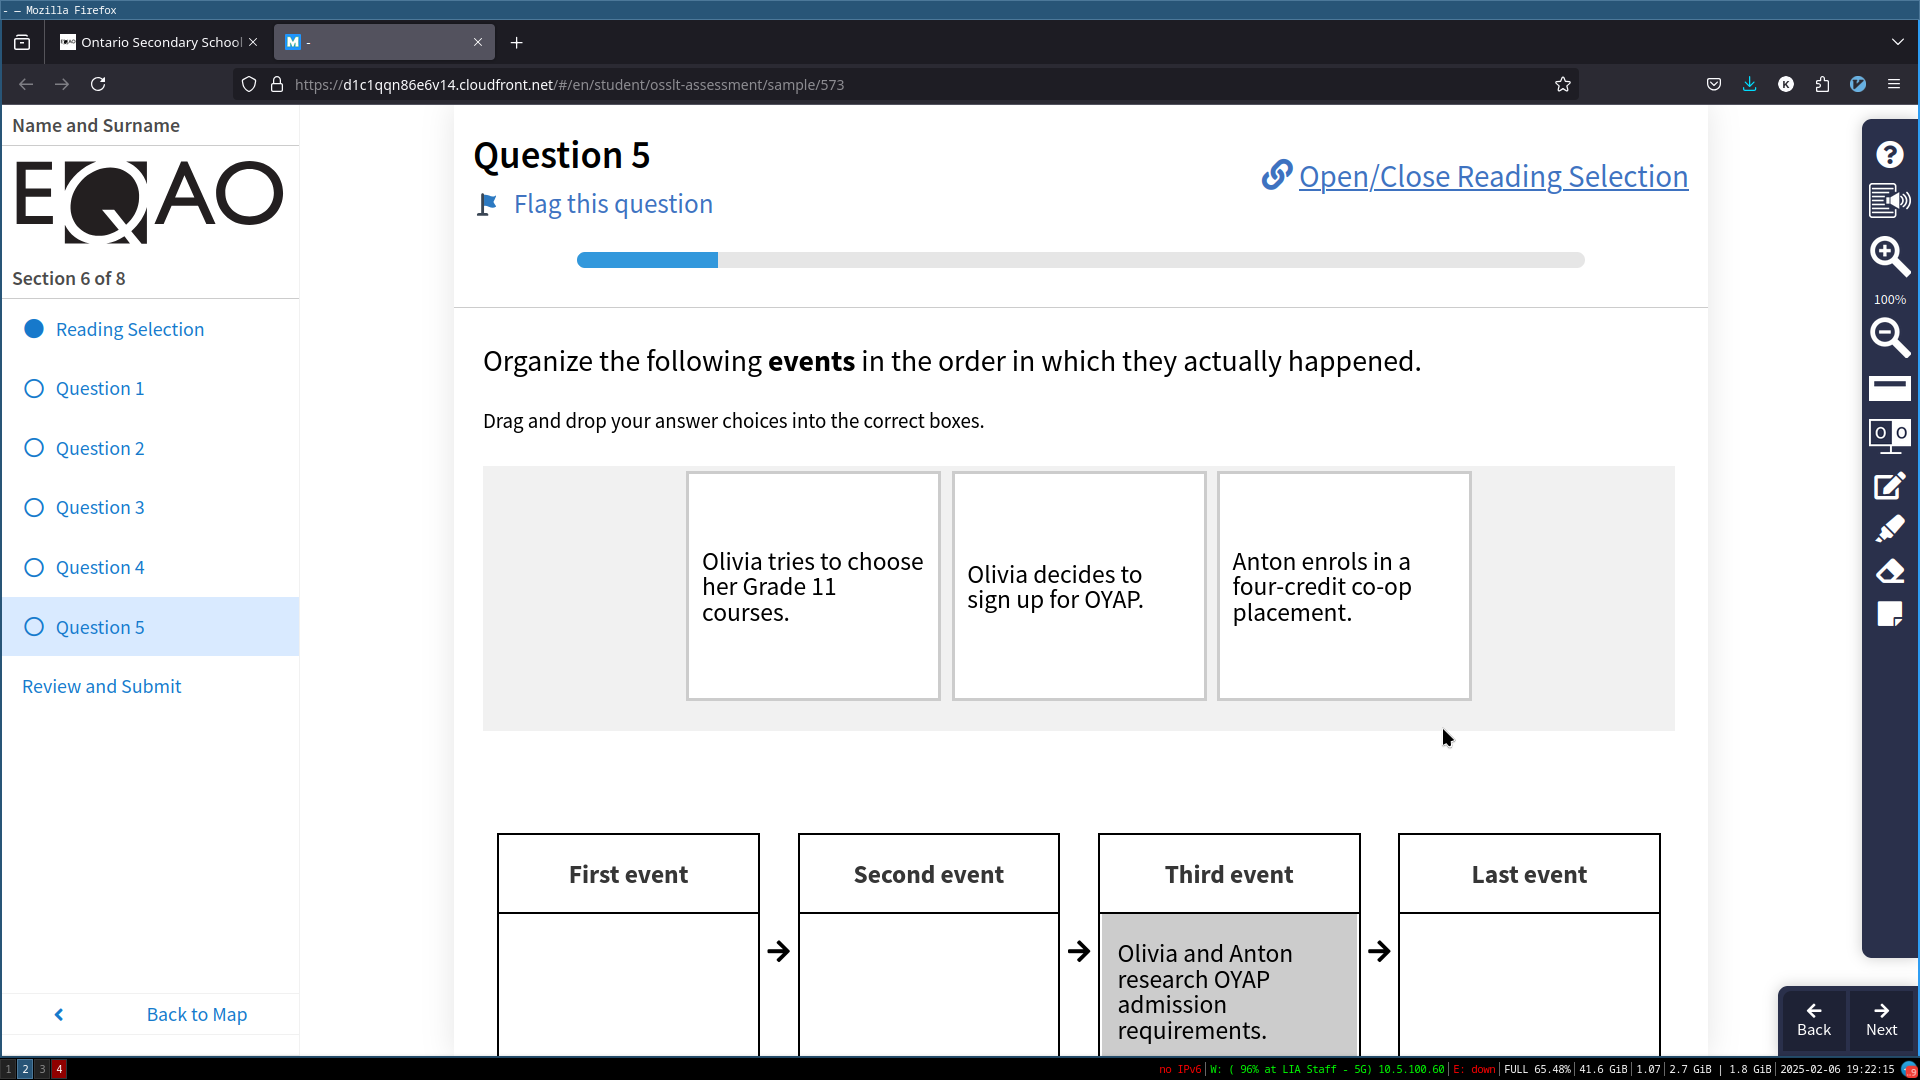 - — Mozilla Firefox
Ontario Secondary School
M -
https://d1c1qqn86e6v14.cloudfront.net/#/en/student/osslt-assessment/sample/573
Name and Surname
EQAO
Section 6 of 8
Reading Selection
Question 1
Question 2
Question 3
Question 4
Question 5
Review and Submit
Back to Map
Question 5
Flag this question
Open/Close Reading Selection
Organize the following events in the order in which they actually happened.
Drag and drop your answer choices into the correct boxes.
Olivia tries to choose
her Grade 11
courses.
Olivia decides to
sign up for OYAP.
Anton enrols in a
four-credit co-op
placement.
First event
Second event
Third event
Last event
Olivia and Anton
research OYAP
admission
requirements.
100%
Back
Next
1 2 3 4
no IPv6 | W: ( 96% at LIA Staff - 5G) 10.5.100.60 | E: down | FULL 65.48% | 41.6 GiB | 1.07 | 2.7 GiB | 1.8 GiB | 2025-02-06 19:22:15